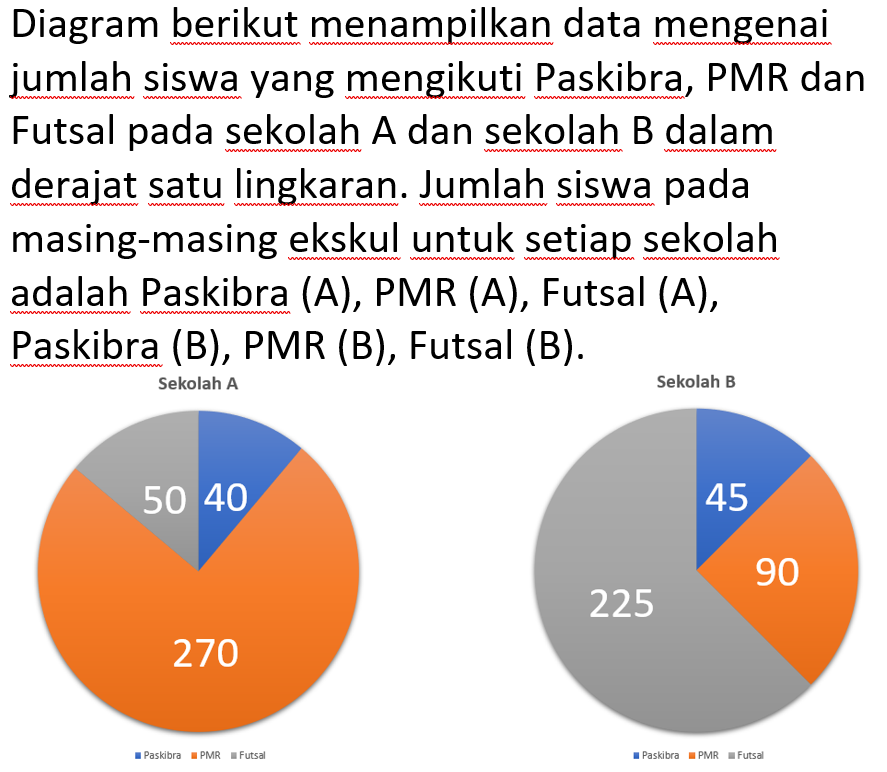 Diagram berikut menampilkan data mengenai
jumlah siswa yang mengikuti Paskibra, PMR dan
Futsal pada sekolah A dan sekolah B dalam
derajat satu lingkaran. Jumlah siswa pada
masing-masing ekskul untuk setiap sekolah
adalah Paskibra (A), PMR (A), Futsal (A),
Paskibra (B), PMR (B), Futsal (B).
Sekolah A
50 40
270
Paskibra PMR Futsal
Sekolah B
45
90
225
Paskibra PMR Futsal